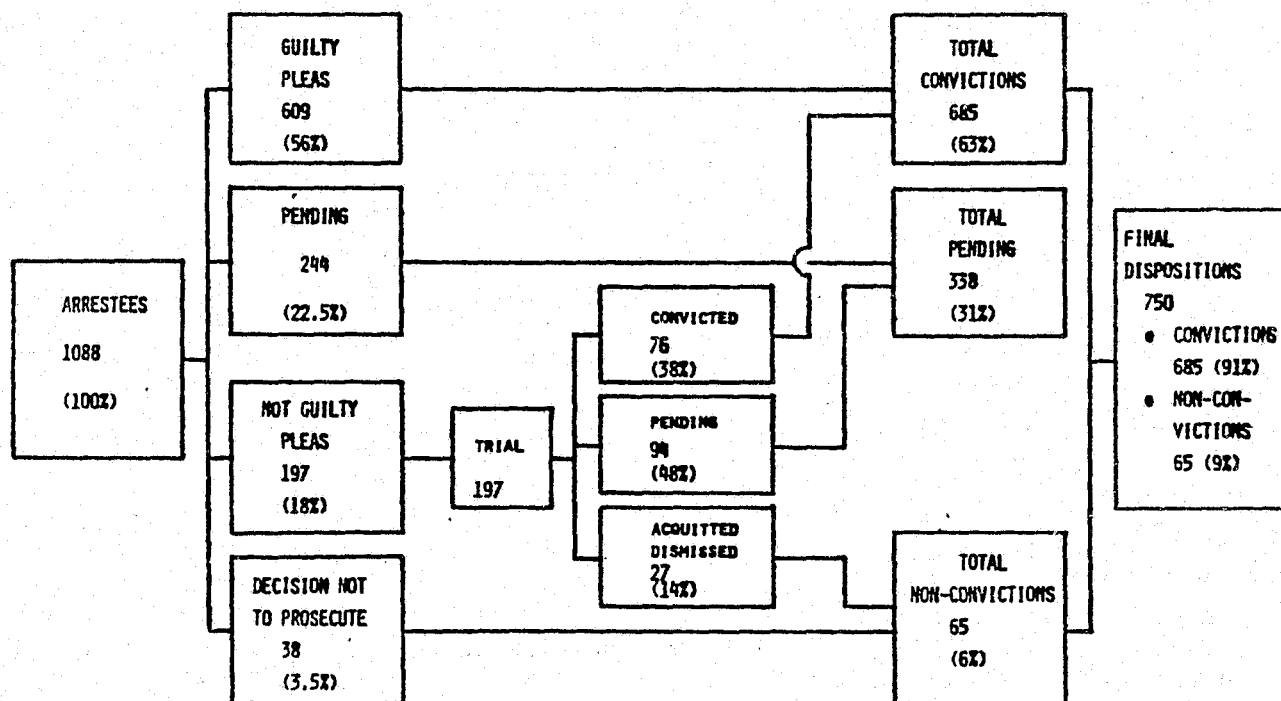 ARRESTEES
1088
(100%)
GUILTY
PLEAS
609
(56%)
PENDING
244
(22.5%)
NOT GUILTY
PLEAS
197
(18%)
DECISION NOT
TO PROSECUTE
38
(3.5%)
TRIAL
197
CONVICTED
76
(38%)
PENDING
94
(48%)
ACQUITTED
DISMISSED
27
(14%)
TOTAL
CONVICTIONS
685
(63%)
TOTAL
PENDING
338
(31%)
TOTAL
NON-CONVICTIONS
65
(6%)
FINAL
DISPOSITIONS
750
• CONVICTIONS
685 (91%)
• NON-CON-
VICTIONS
65 (9%)